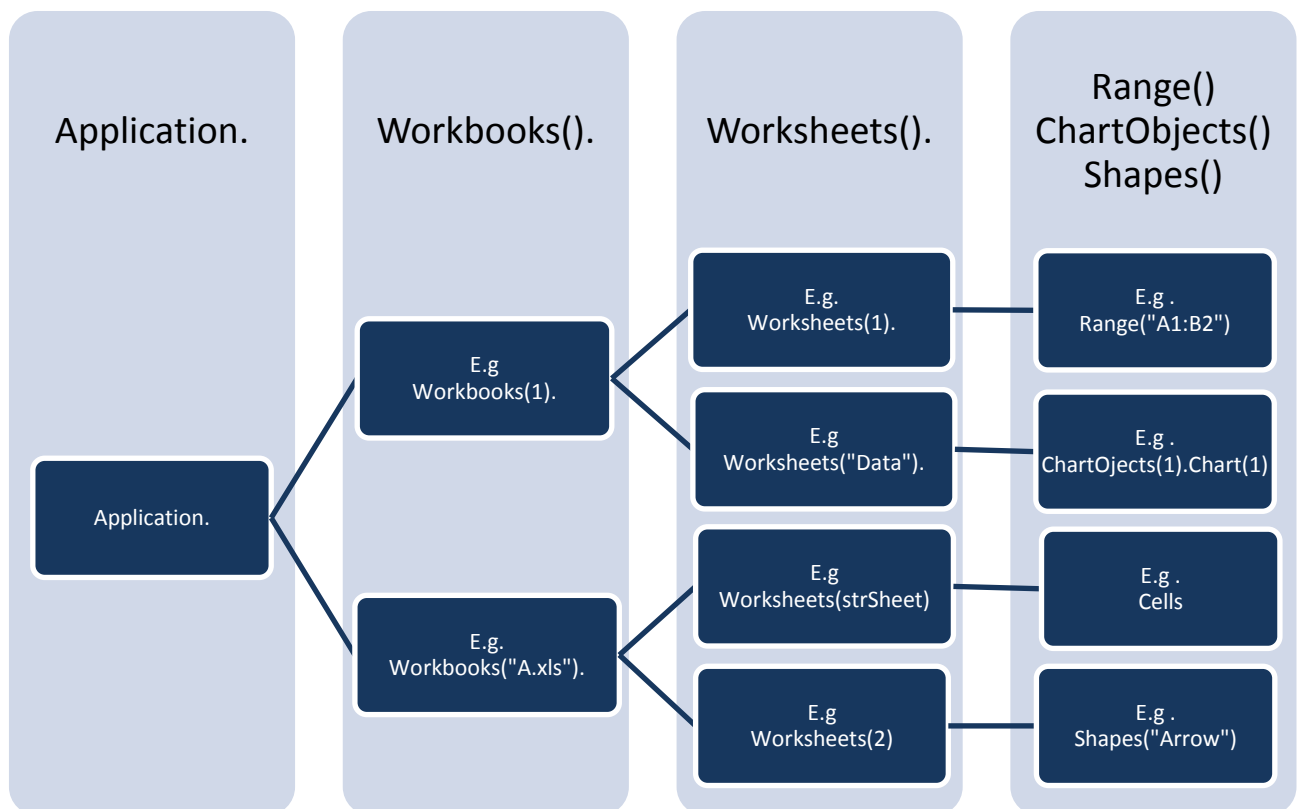 Application.
Workbooks().
Worksheets().
Range()
ChartObjects()
Shapes()
Application.
E.g
Workbooks(1).
E.g.
Workbooks("A.xls").
E.g.
Worksheets(1).
E.g
Worksheets("Data").
E.g
Worksheets(strSheet)
E.g
Worksheets(2)
E.g .
Range("A1:B2")
E.g .
ChartOjects(1).Chart(1)
E.g .
Cells
E.g .
Shapes("Arrow")